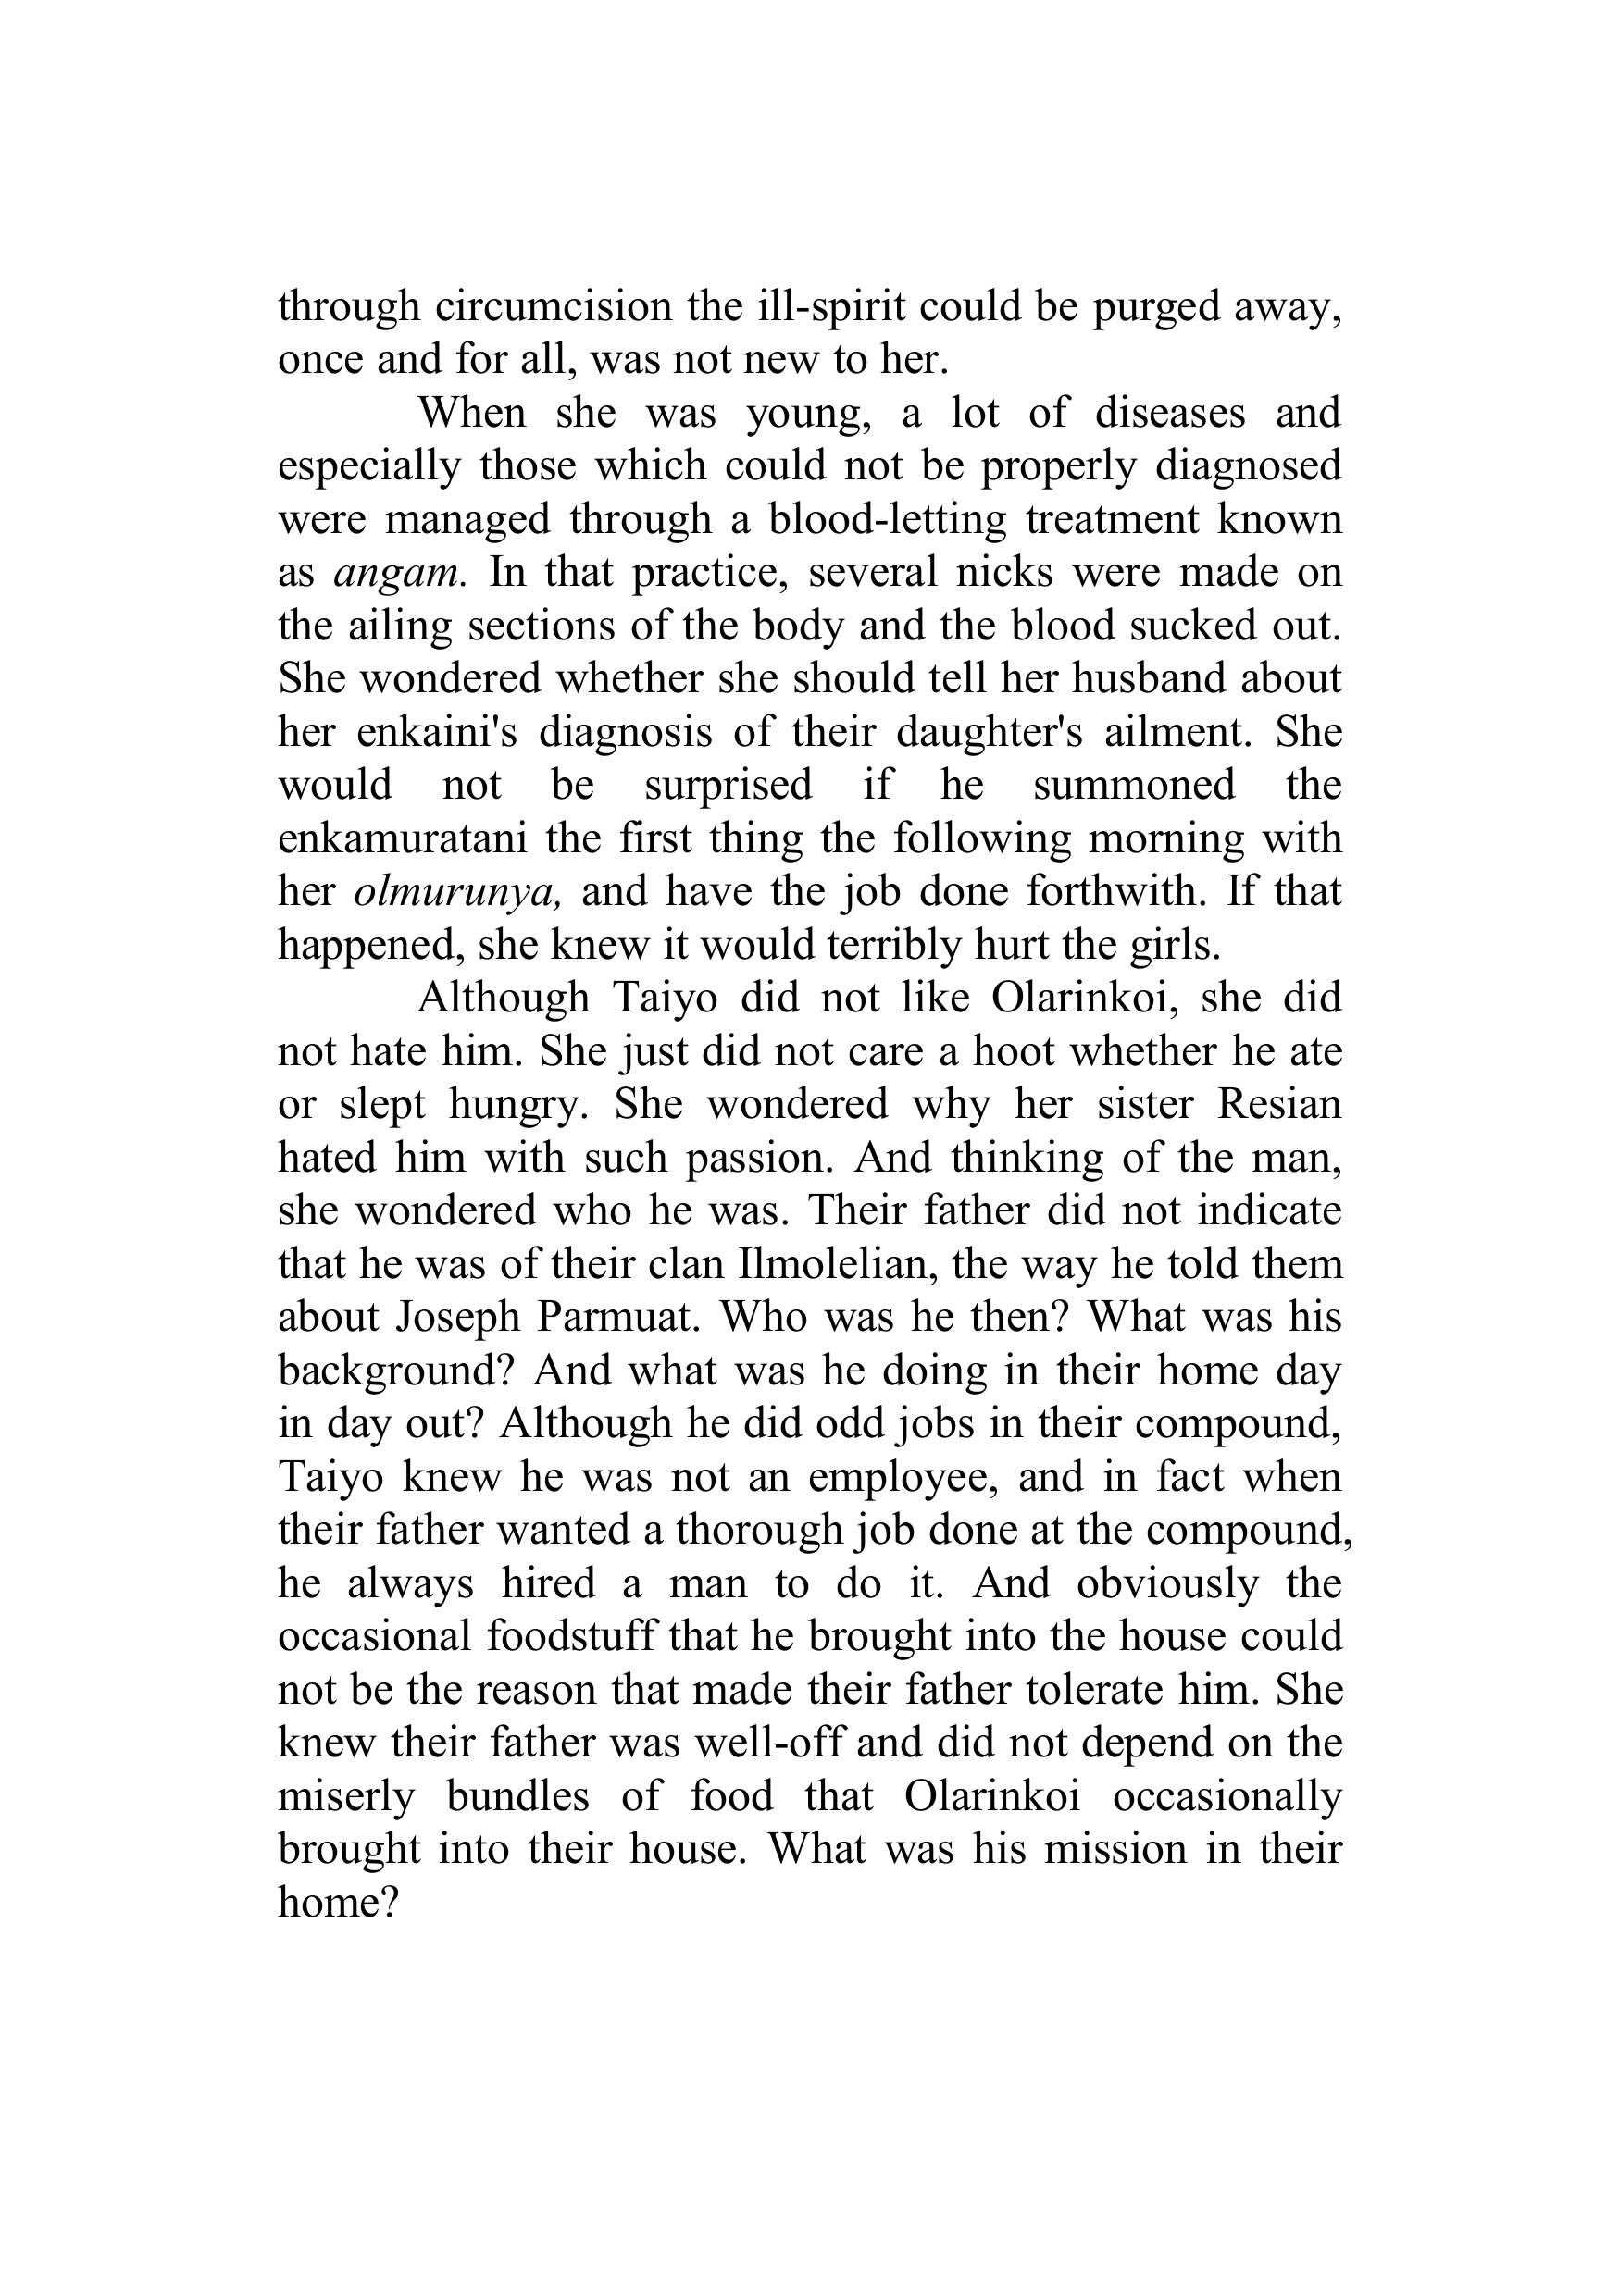 through circumcision the ill-spirit could be purged away,
once and for all, was not new to her.
When she was young, a lot of diseases and
especially those which could not be properly diagnosed
were managed through a blood-letting treatment known
as angam. In that practice, several nicks were made on
the ailing sections of the body and the blood sucked out.
She wondered whether she should tell her husband about
her enkaini's diagnosis of their daughter's ailment. She
would not be surprised if he summoned the
enkamuratani the first thing the following morning with
her olmurunya, and have the job done forthwith. If that
happened, she knew it would terribly hurt the girls.
Although Taiyo did not like Olarinkoi, she did
not hate him. She just did not care a hoot whether he ate
or slept hungry. She wondered why her sister Resian
hated him with such passion. And thinking of the man,
she wondered who he was. Their father did not indicate
that he was of their clan Ilmolelian, the way he told them
about Joseph Parmuat. Who was he then? What was his
background? And what was he doing in their home day
in day out? Although he did odd jobs in their compound,
Taiyo knew he was not an employee, and in fact when
their father wanted a thorough job done at the compound,
he always hired a man to do it. And obviously the
occasional foodstuff that he brought into the house could
not be the reason that made their father tolerate him. She
knew their father was well-off and did not depend on the
miserly bundles of food that Olarinkoi occasionally
brought into their house. What was his mission in their
home?